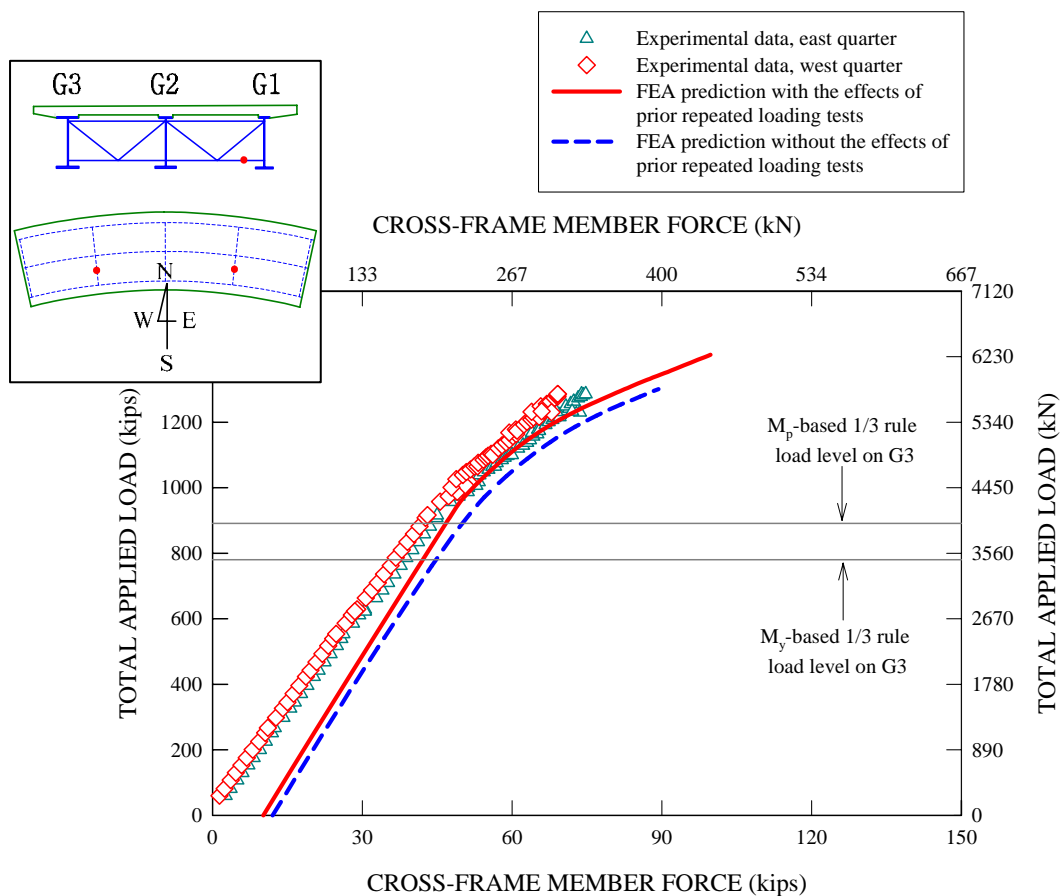 Experimental data, east quarter
Experimental data, west quarter
FEA prediction with the effects of
prior repeated loading tests
FEA prediction without the effects of
prior repeated loading tests
G3 G2 G1
N
W E
S
CROSS-FRAME MEMBER FORCE (kN)
133 267 400 534 667
TOTAL APPLIED LOAD (kips)
1200
1000
800
600
400
200
0
7120
6230
5340
4450
3560
2670
1780
890
0
TOTAL APPLIED LOAD (kN)
Mp-based 1/3 rule
load level on G3
My-based 1/3 rule
load level on G3
0 30 60 90 120 150
CROSS-FRAME MEMBER FORCE (kips)